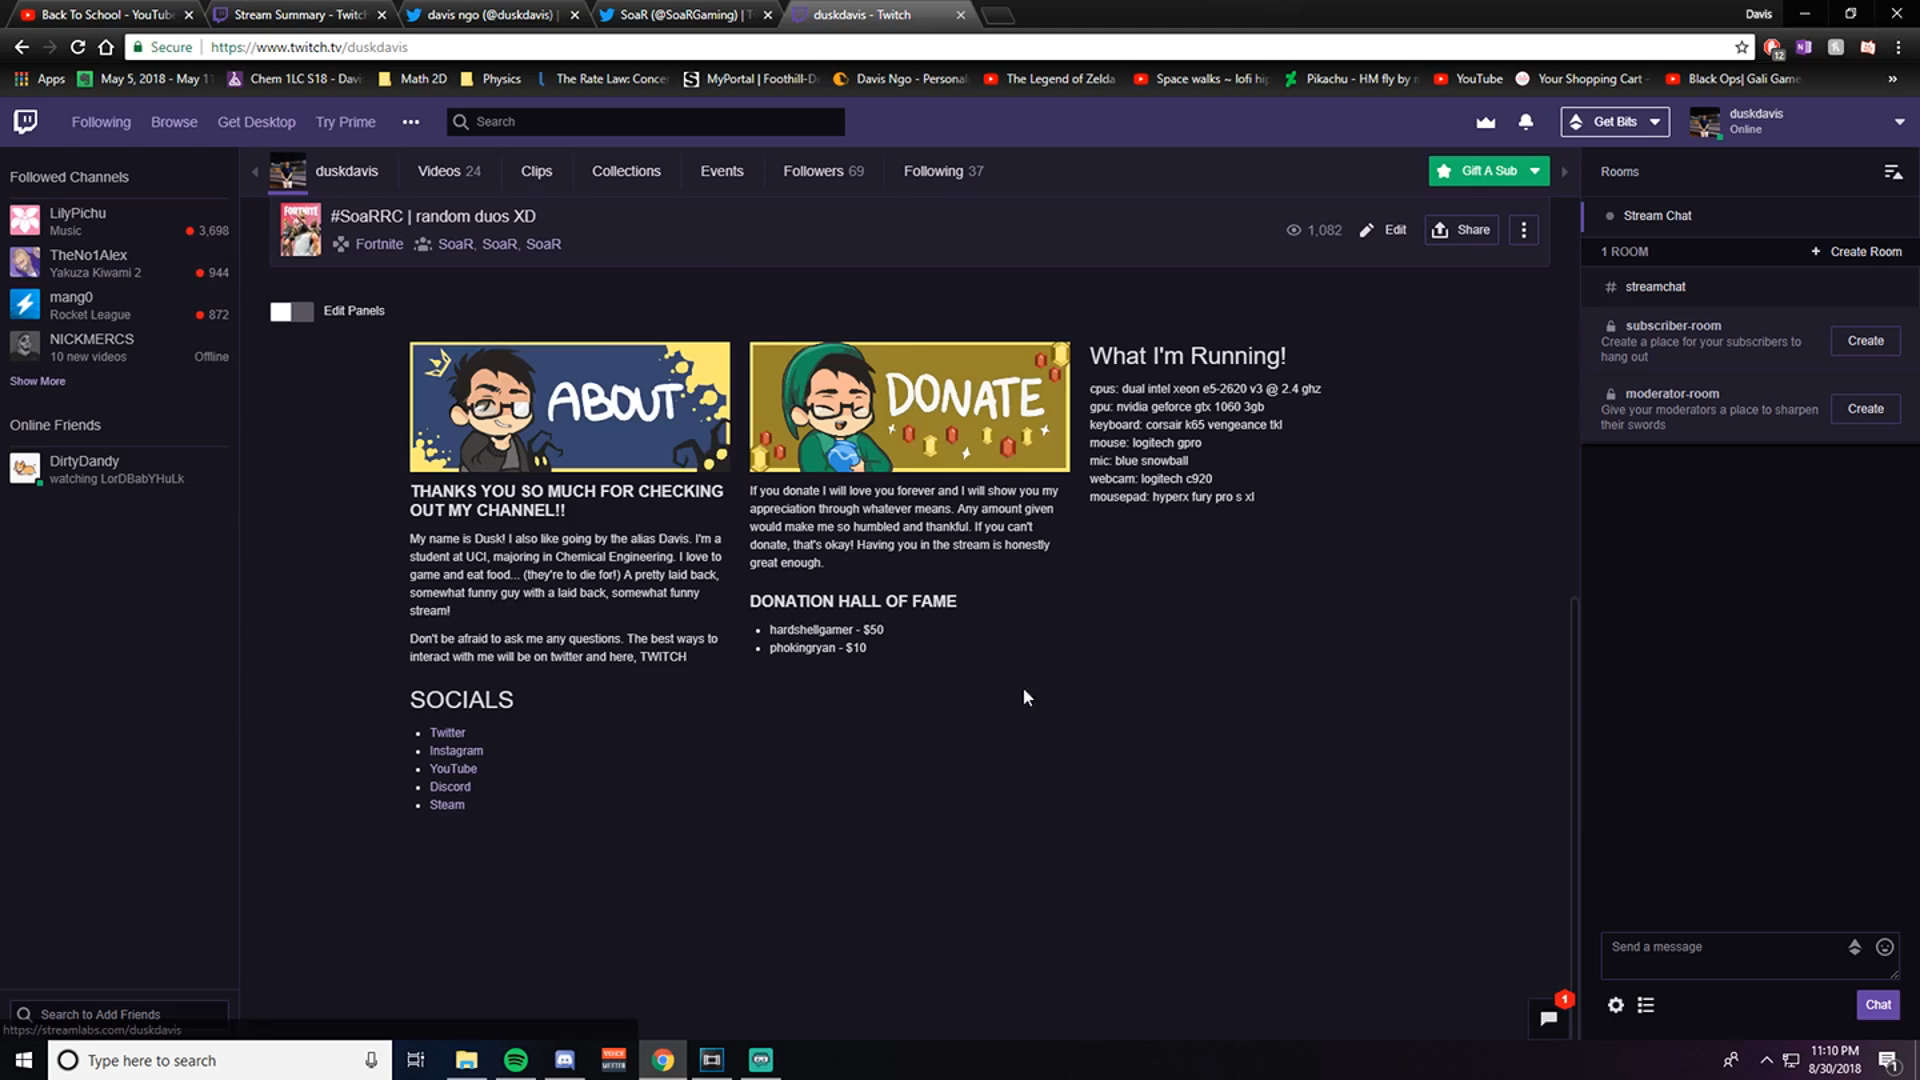 Back To School - YouTube
Stream Summary - Twitch
davis ngo (@duskdavis) |
SoaR (@SoaRGaming) | T
duskdavis - Twitch
Davis
Secure
https://www.twitch.tv/duskdavis
12
Apps
May 5, 2018 - May 11
Chem 1LC S18 - Davi
Math 2D
Physics
The Rate Law: Concer
MyPortal | Foothill-D
Davis Ngo - Persona
The Legend of Zelda
Space walks ~ lofi hip
Pikachu - HM fly by n
YouTube
Your Shopping Cart
Black Ops| Gali Game
Following
Browse
Get Desktop
Try Prime
Search
Get Bits
duskdavis
Online
Followed Channels
LilyPichu
Music
3,698
TheNo1Alex
Yakuza Kiwami 2
944
mang0
Rocket League
872
NICKMERCS
10 new videos
Offline
Show More
Online Friends
DirtyDandy
watching LorDBabYHuLk
Search to Add Friends
https://streamlabs.com/duskdavis
duskdavis
Videos 24
Clips
Collections
Events
Followers 69
Following 37
Gift A Sub
FORTNITE
#SoaRRC | random duos XD
Fortnite
SoaR, SoaR, SoaR
1,082
Edit
Share
Edit Panels
ABOUT
THANKS YOU SO MUCH FOR CHECKING
OUT MY CHANNEL!!
My name is Dusk! I also like going by the alias Davis. I'm a
student at UCI, majoring in Chemical Engineering. I love to
game and eat food... (they're to die for!) A pretty laid back,
somewhat funny guy with a laid back, somewhat funny
stream!
Don't be afraid to ask me any questions. The best ways to
interact with me will be on twitter and here, TWITCH
SOCIALS
Twitter
Instagram
YouTube
Discord
Steam
DONATE
If you donate I will love you forever and I will show you my
appreciation through whatever means. Any amount given
would make me so humbled and thankful. If you can't
donate, that's okay! Having you in the stream is honestly
great enough.
DONATION HALL OF FAME
hardshellgamer - $50
phokingryan - $10
What I'm Running!
cpus: dual intel xeon e5-2620 v3 @ 2.4 ghz
gpu: nvidia geforce gtx 1060 3gb
keyboard: corsair k65 vengeance tkl
mouse: logitech gpro
mic: blue snowball
webcam: logitech c920
mousepad: hyperx fury pro s xl
Rooms
Stream Chat
1 ROOM
+ Create Room
# streamchat
subscriber-room
Create a place for your subscribers to
hang out
Create
moderator-room
Give your moderators a place to sharpen
their swords
Create
Send a message
Chat
1
Type here to search
VOICE
MEETER
11:10 PM
8/30/2018
1